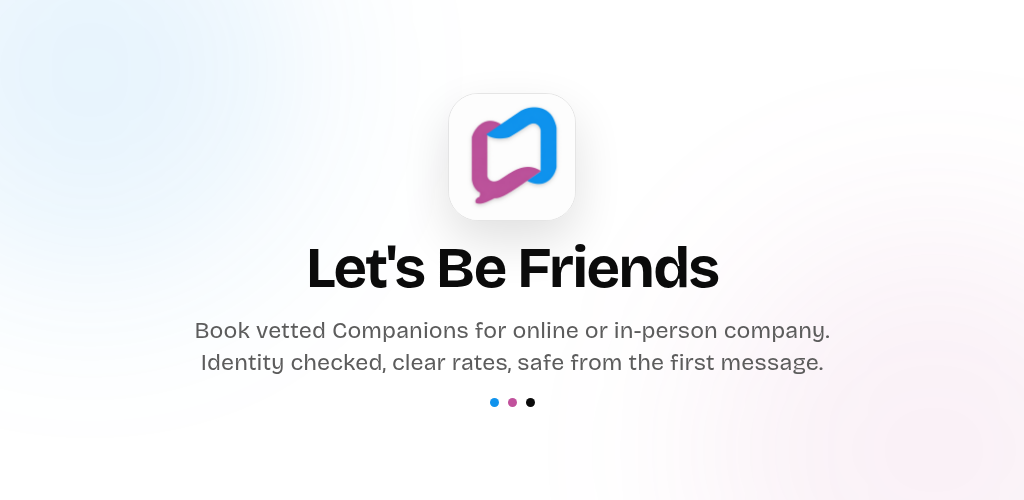 Let's Be Friends
Book vetted Companions for online or in-person company.
Identity checked, clear rates, safe from the first message.